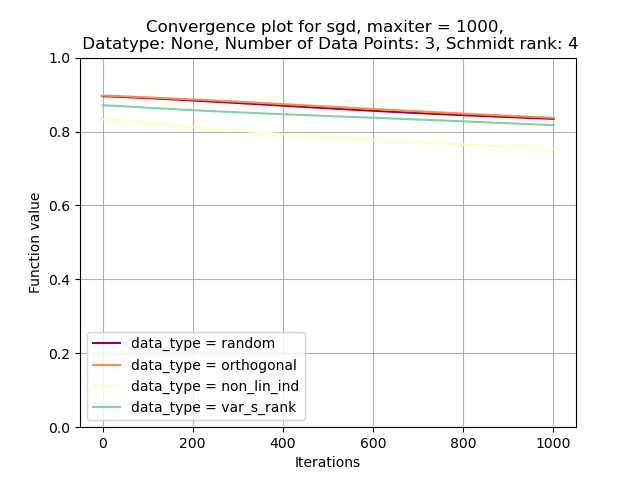 Convergence plot for sgd, maxiter = 1000,
Datatype: None, Number of Data Points: 3, Schmidt rank: 4
1.0
0.8
0.6
0.4
0.2
0.0
Function value
data_type = random
data_type = orthogonal
data_type = non_lin_ind
data_type = var_s_rank
0 200 400 600 800 1000
Iterations